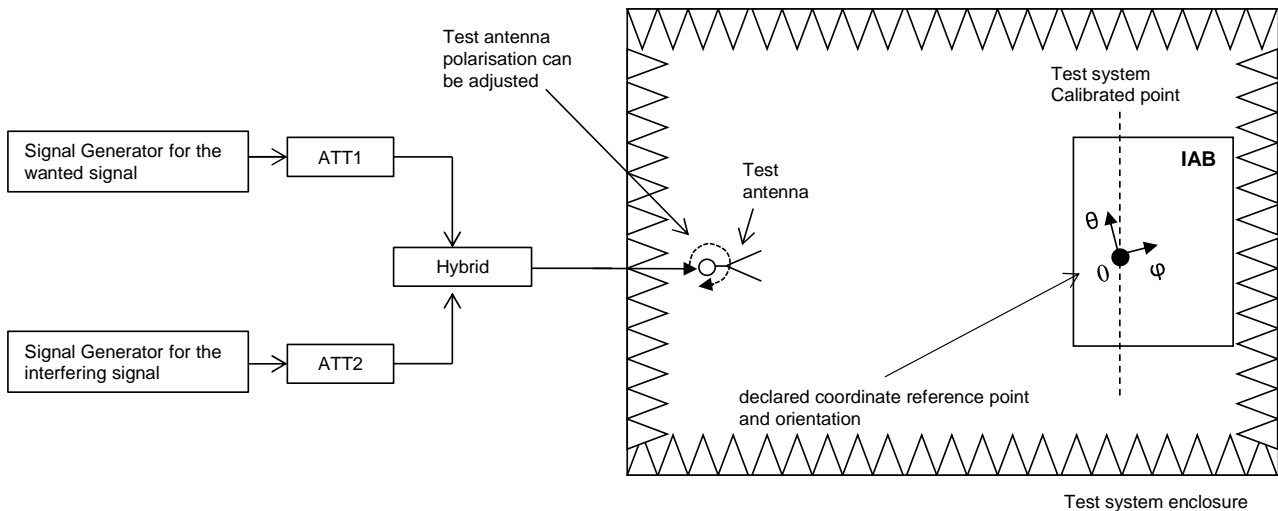 Test antenna
polarisation can
be adjusted
Test system
Calibrated point
Signal Generator for the
wanted signal
ATT1
IAB
Test
antenna
θ
Hybrid
0
φ
Signal Generator for the
interfering signal
ATT2
declared coordinate reference point
and orientation
Test system enclosure